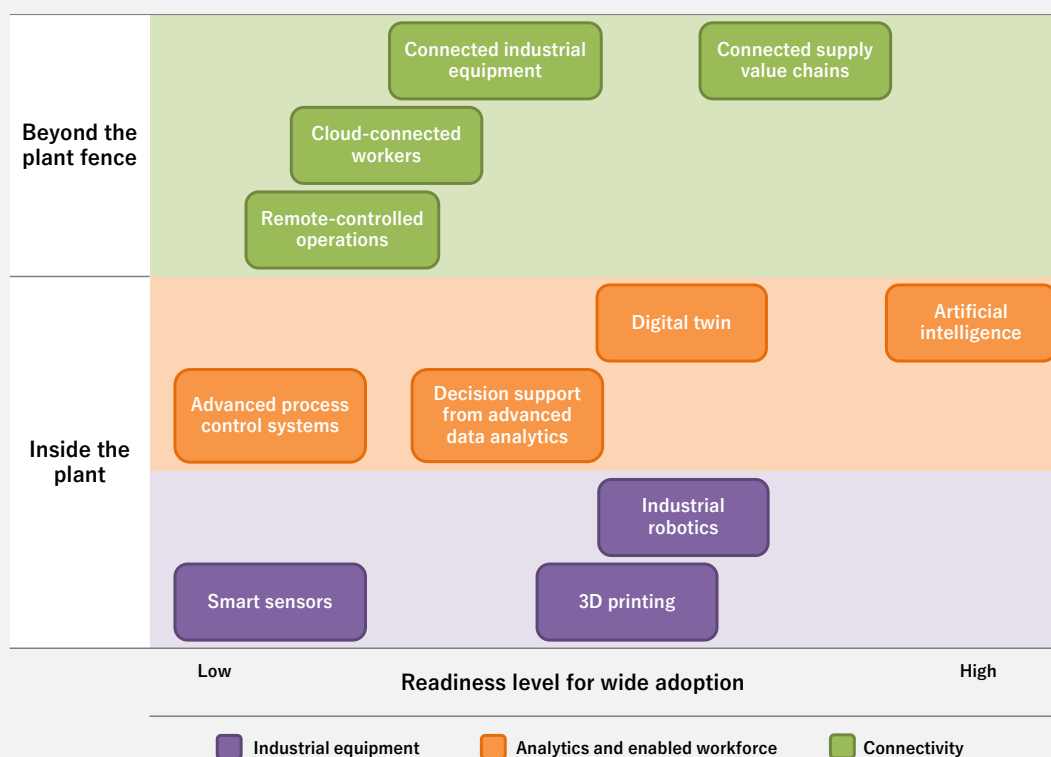 Beyond the
plant fence
Connected industrial
equipment
Connected supply
value chains
Cloud-connected
workers
Remote-controlled
operations
Inside the
plant
Digital twin
Artificial
intelligence
Advanced process
control systems
Decision support
from advanced
data analytics
Industrial
robotics
Smart sensors
3D printing
Low
Readiness level for wide adoption
High
Industrial equipment
Analytics and enabled workforce
Connectivity